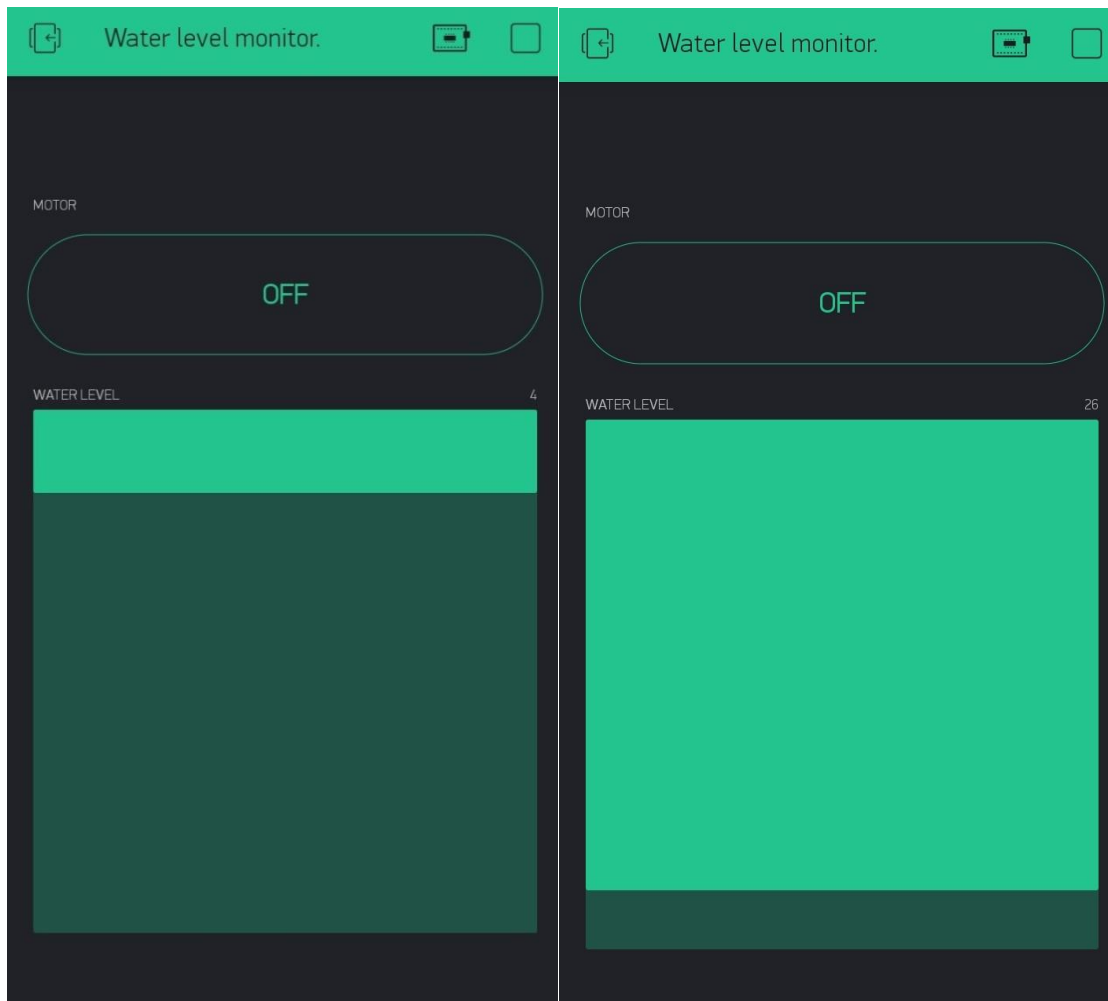 Water level monitor.
MOTOR
OFF
WATER LEVEL 4
Water level monitor.
MOTOR
OFF
WATER LEVEL 26